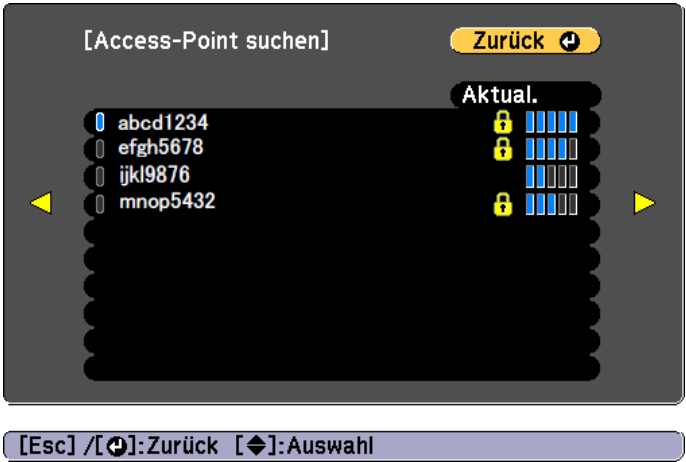 [Access-Point suchen]
Zurück
Aktual.
abcd1234
efgh5678
ijkl9876
mnop5432
[Esc] /[]:Zurück []:Auswahl